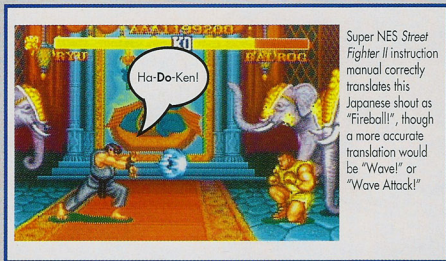 1199200
KO
RYU
BALROG
Ha-Do-Ken!
Super NES Street
Fighter II instruction
manual correctly
translates this
Japanese shout as
"Fireball!", though
a more accurate
translation would
be "Wave!" or
"Wave Attack!"